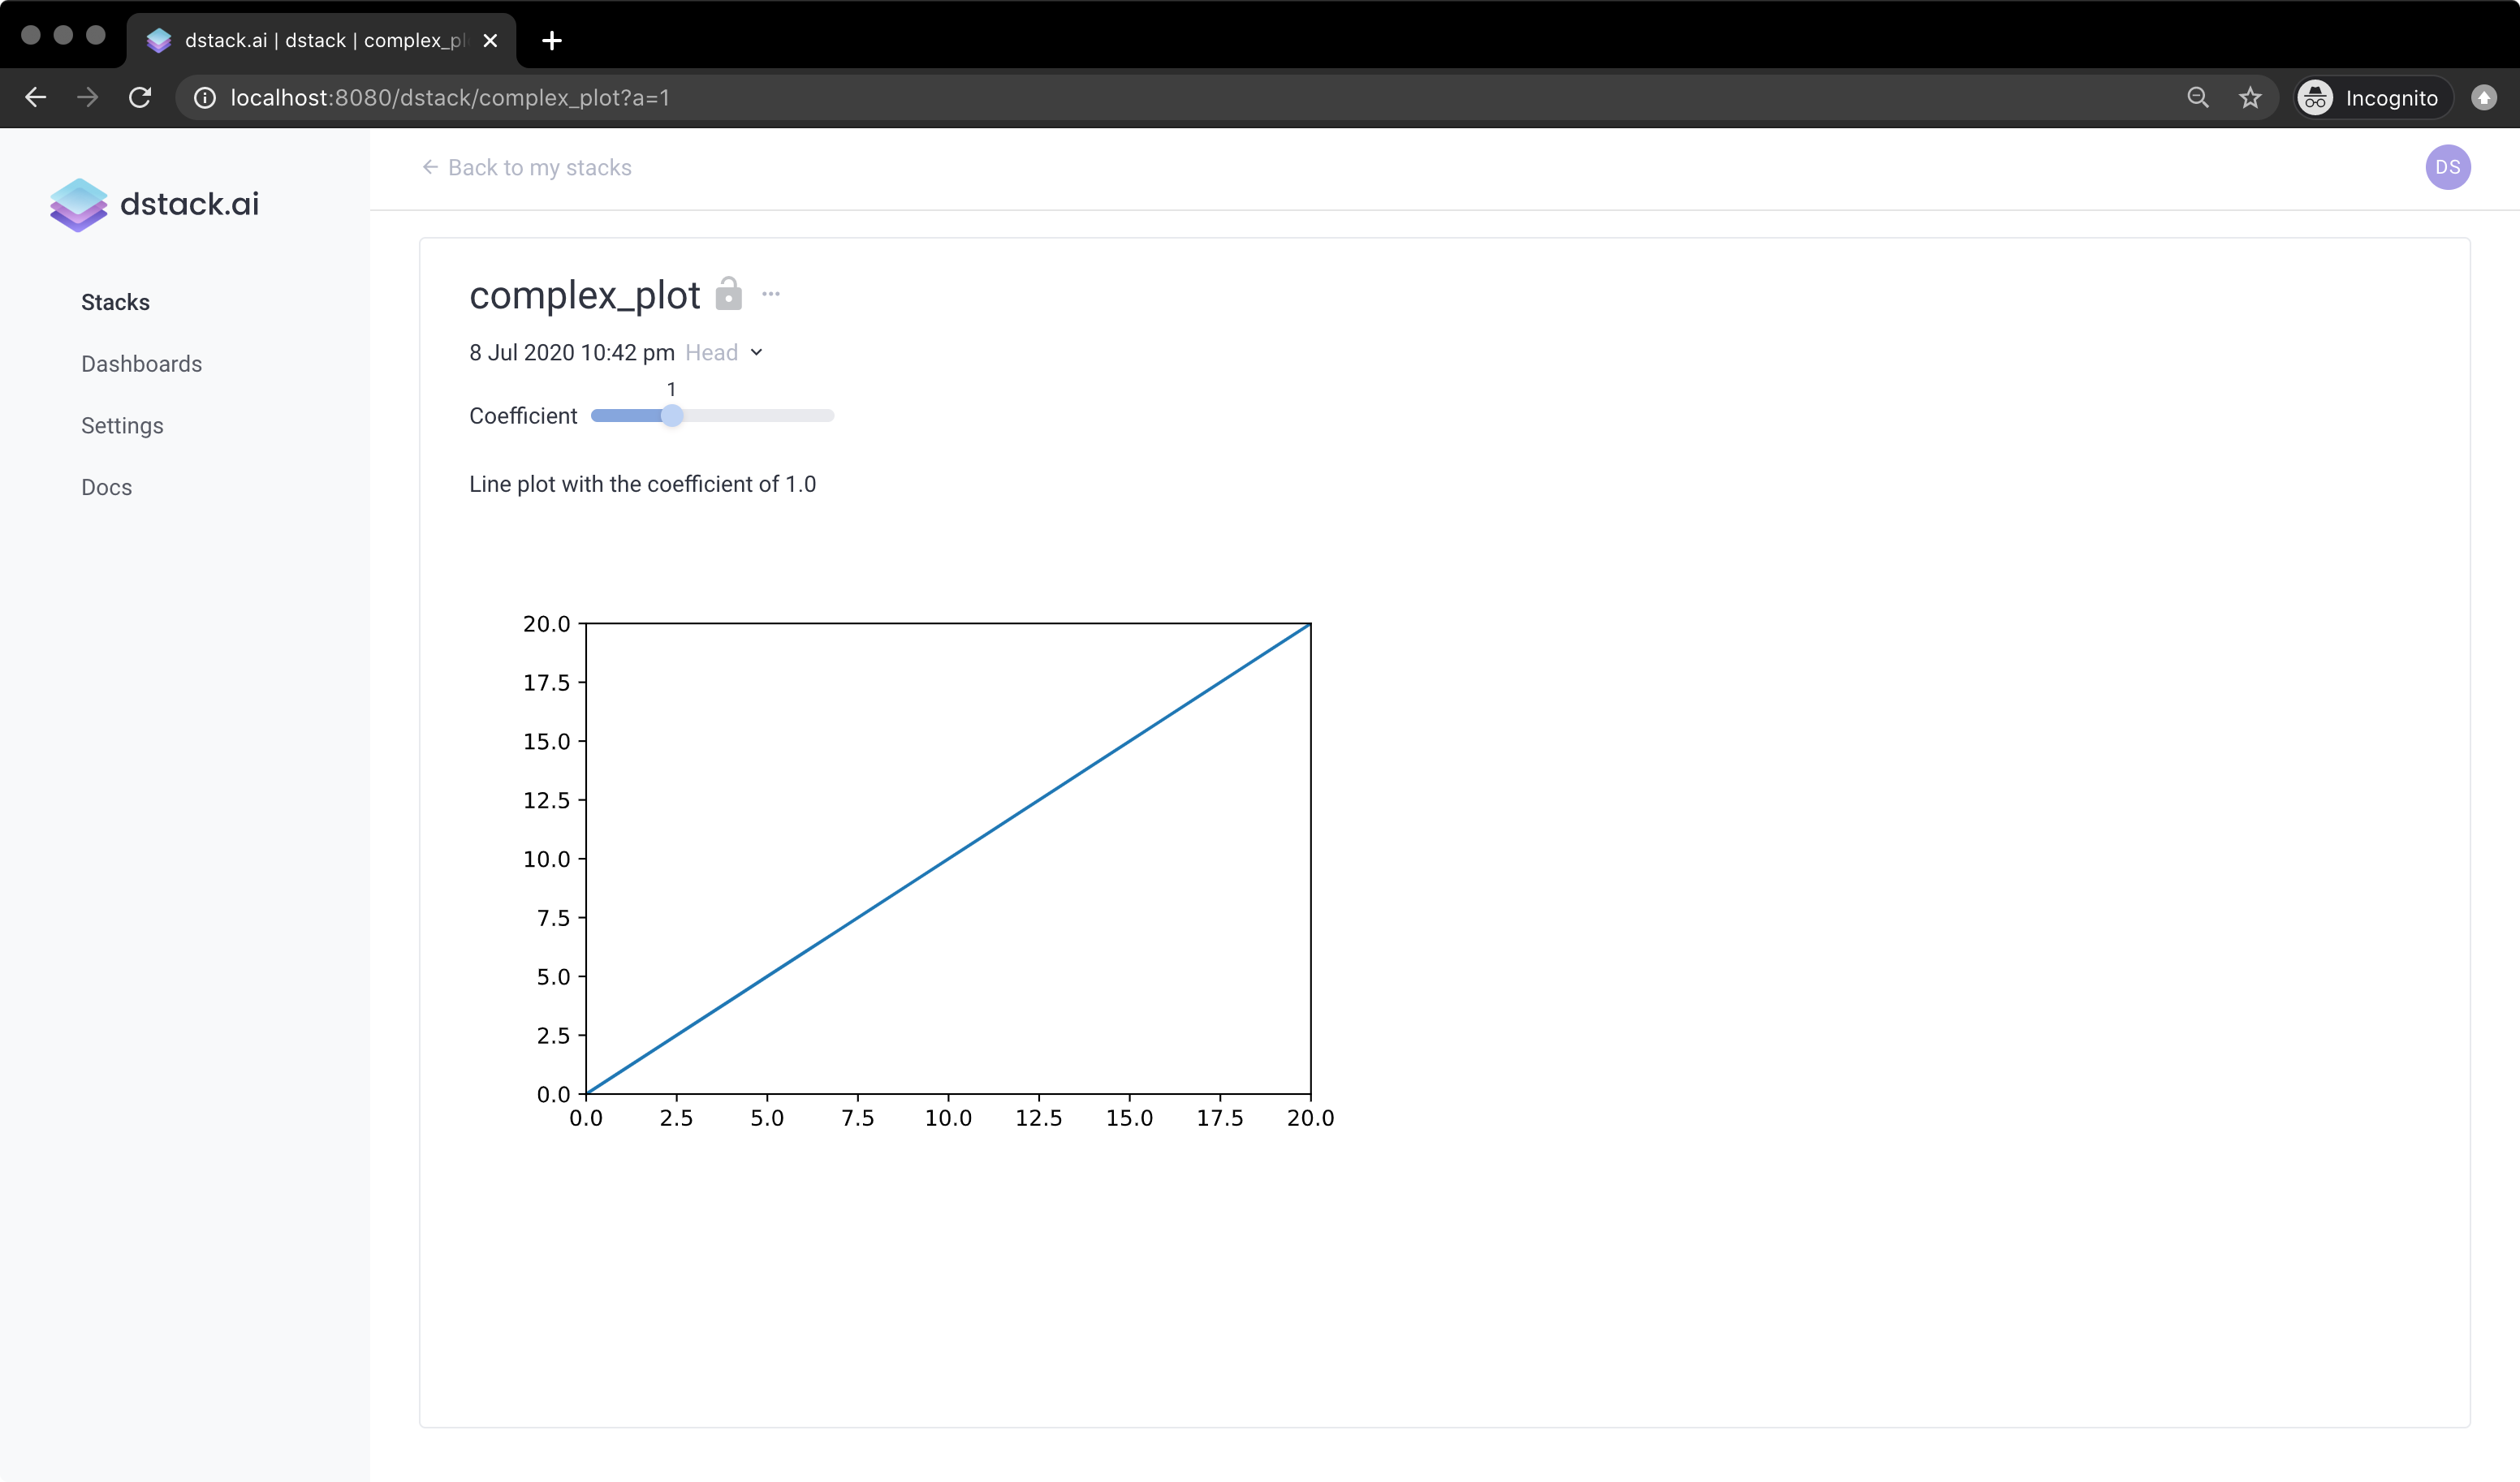 dstack.ai | dstack | complex_pl
localhost:8080/dstack/complex_plot?a=1
Incognito
dstack.ai
Stacks
Dashboards
Settings
Docs
Back to my stacks
DS
complex_plot
8 Jul 2020 10:42 pm Head
1
Coefficient
Line plot with the coefficient of 1.0
20.0
17.5
15.0
12.5
10.0
7.5
5.0
2.5
0.0
0.0 2.5 5.0 7.5 10.0 12.5 15.0 17.5 20.0